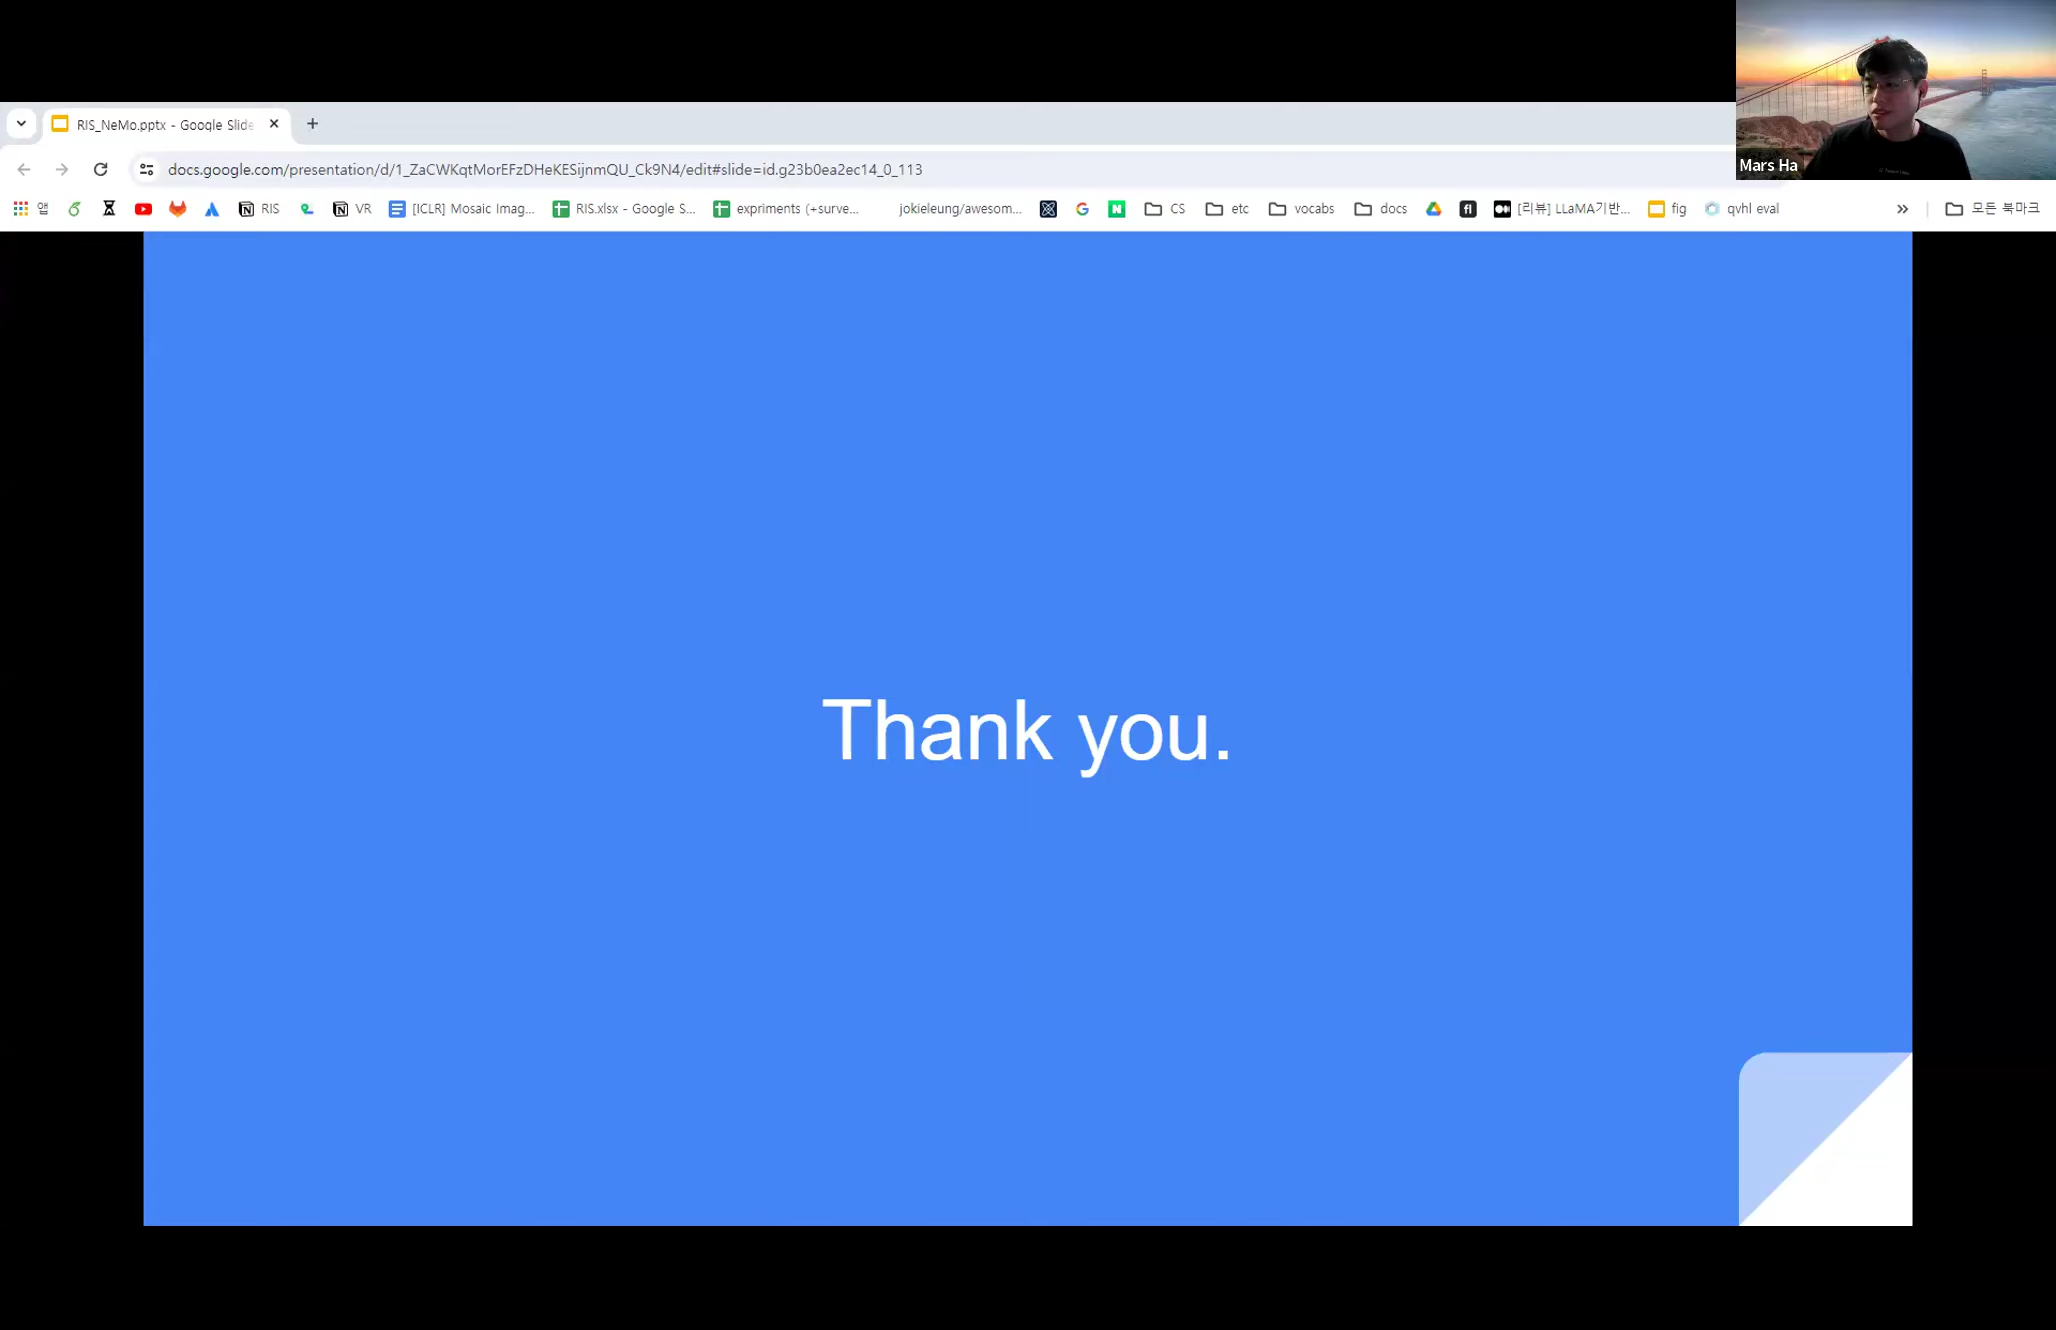 Mars Ha
RIS_NeMo.pptx - Google Slide
docs.google.com/presentation/d/1_ZaCWKqtMorEFzDHeKESijnmQU_Ck9N4/edit#slide=id.g23b0ea2ec14_0_113
앱 RIS VR [ICLR] Mosaic Imag... RIS.xlsx - Google S... expriments (+surve... jokieleung/awesom... CS etc vocabs docs [리뷰] LLaMA기반... fig qvhl eval » 모든 북마크
Thank you.